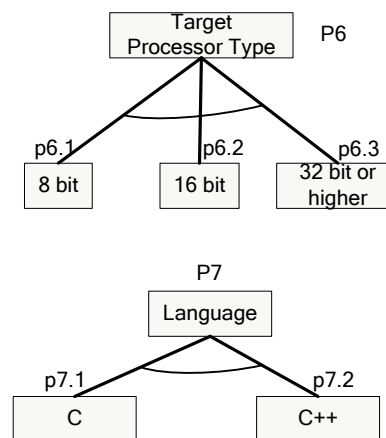 Target
Processor Type
P6
p6.1
p6.2
p6.3
8 bit
16 bit
32 bit or
higher
P7
Language
p7.1
p7.2
C
C++